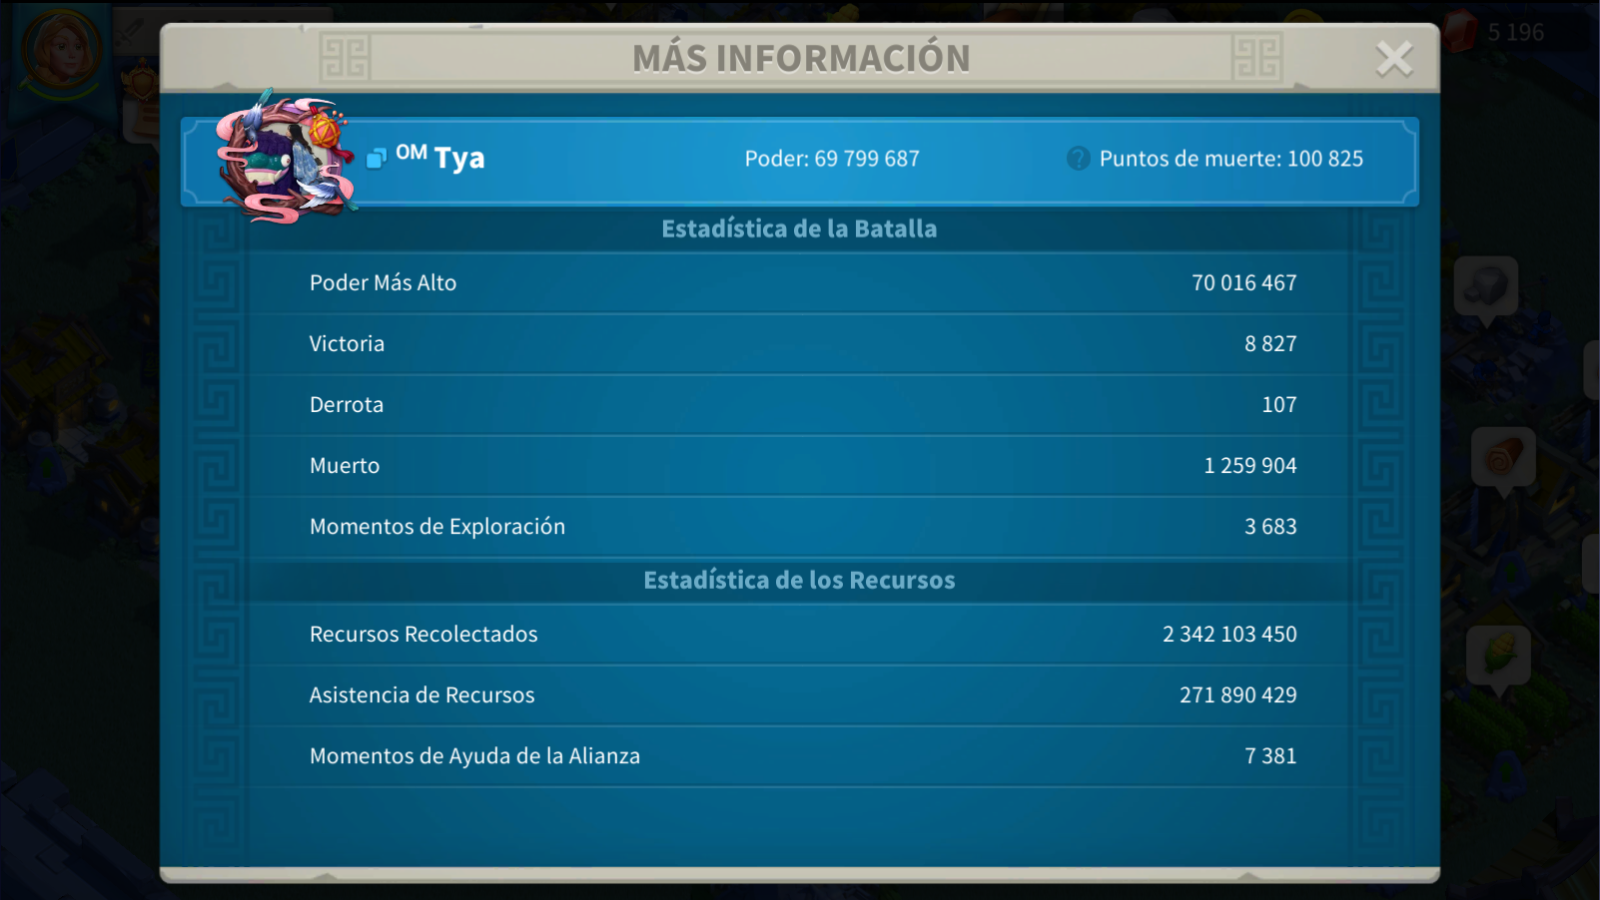 5 196
MÁS INFORMACIÓN
OM Tya
Poder: 69 799 687
? Puntos de muerte: 100 825
Estadística de la Batalla
Poder Más Alto 70 016 467
Victoria 8 827
Derrota 107
Muerto 1 259 904
Momentos de Exploración 3 683
Estadística de los Recursos
Recursos Recolectados 2 342 103 450
Asistencia de Recursos 271 890 429
Momentos de Ayuda de la Alianza 7 381